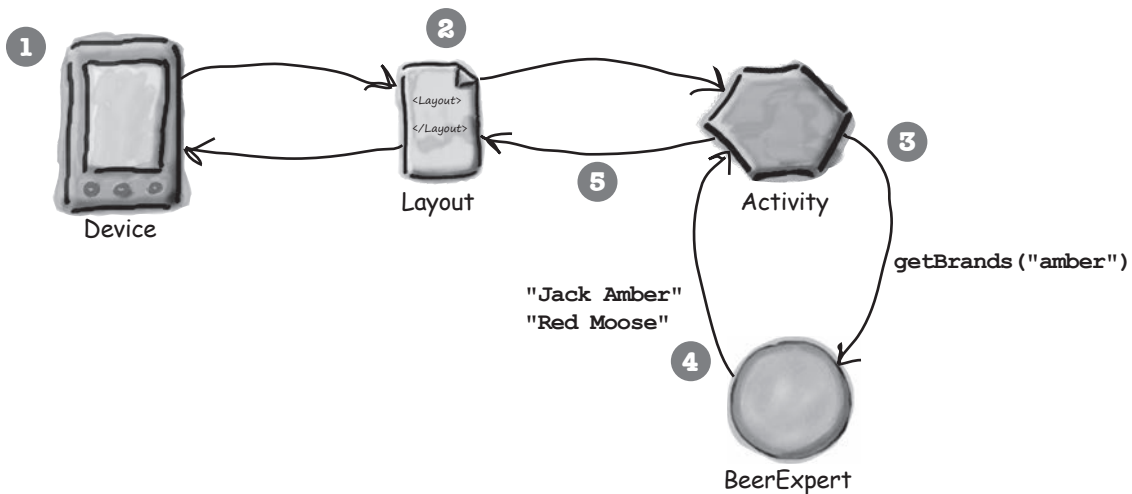 1
2
<Layout>
</Layout>
3
5
Device
Layout
Activity
getBrands("amber")
"Jack Amber"
"Red Moose"
4
BeerExpert